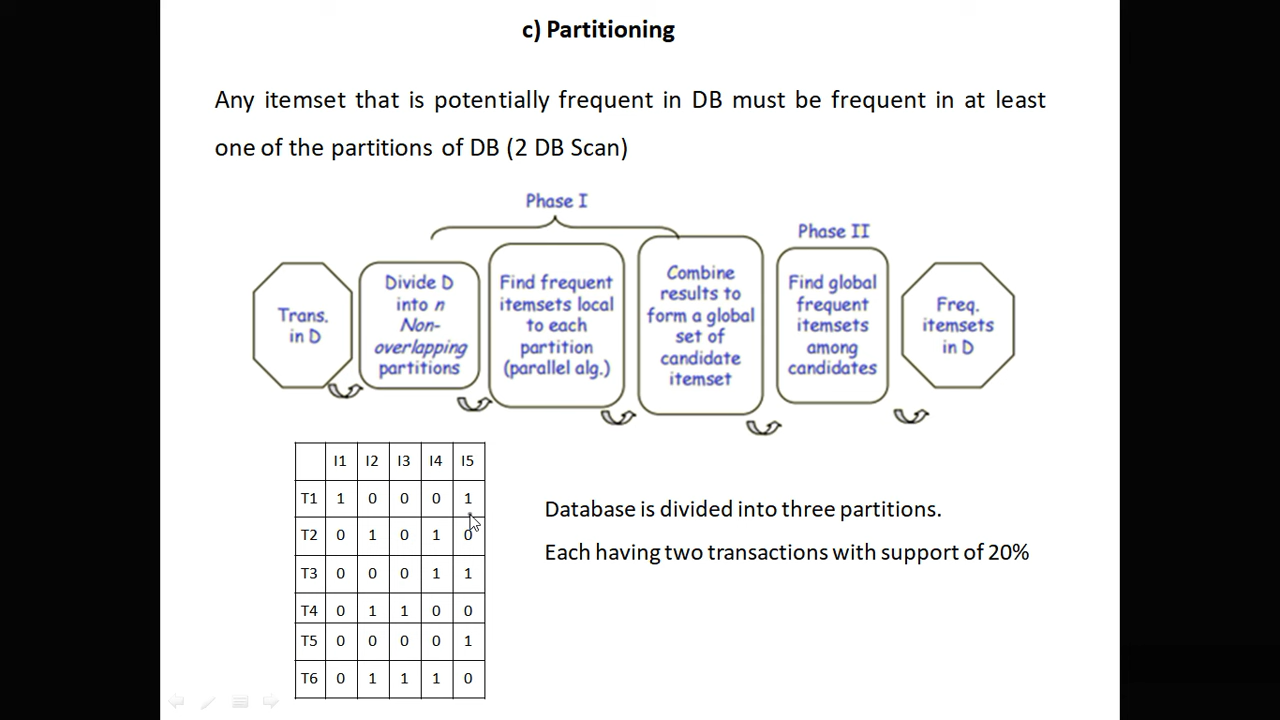 c) Partitioning
Any itemset that is potentially frequent in DB must be frequent in at least
one of the partitions of DB (2 DB Scan)
Phase I
Phase II
Trans.
in D
Divide D
into n
Non-
overlapping
partitions
Find frequent
itemsets local
to each
partition
(parallel alg.)
Combine
results to
form a global
set of
candidate
itemset
Find global
frequent
itemsets
among
candidates
Freq.
itemsets
in D
I1 I2 I3 I4 I5
T1 1 0 0 0 1
T2 0 1 0 1 0
T3 0 0 0 1 1
T4 0 1 1 0 0
T5 0 0 0 0 1
T6 0 1 1 1 0
Database is divided into three partitions.
Each having two transactions with support of 20%